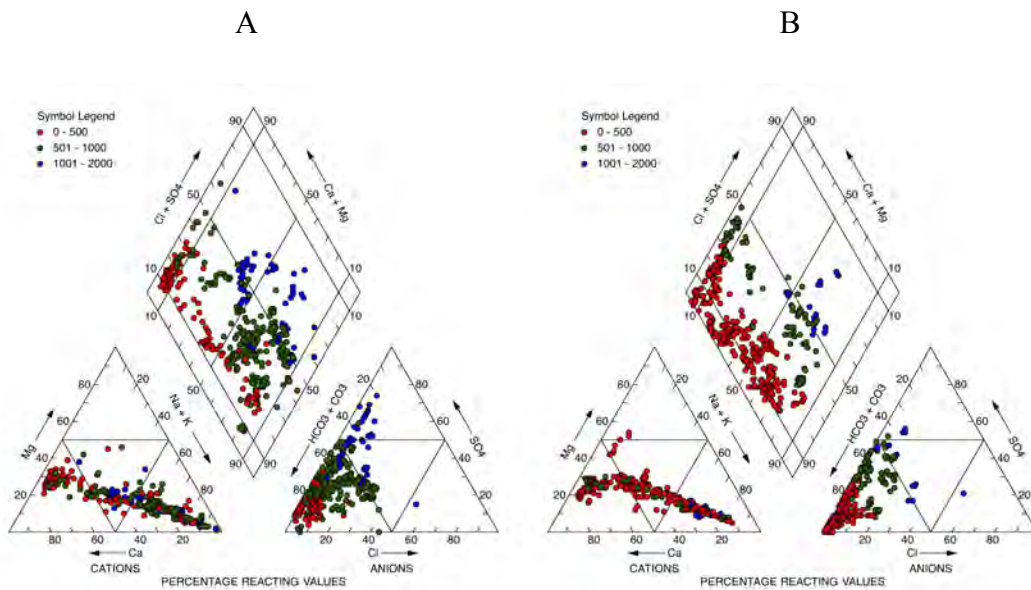 A
B
Symbol Legend
0 - 500
501 - 1000
1001 - 2000
90
90
50
50
Cl + SO4
Ca + Mg
10
10
10
10
80
20
50
50
80
20
60
Na + K
HCO3 + CO3
40
60
40
Mg
SO4
40
60
90
90
60
40
20
80
80
20
80
60
40
20
20
40
60
80
Ca
Cl
CATIONS
ANIONS
PERCENTAGE REACTING VALUES
Symbol Legend
0 - 500
501 - 1000
1001 - 2000
90
90
50
50
Cl + SO4
Ca + Mg
10
10
10
10
80
20
50
50
20
80
60
Na + K
HCO3 + CO3
40
60
40
Mg
SO4
40
60
90
90
60
40
20
80
80
20
80
60
40
20
20
40
60
80
Ca
Cl
CATIONS
ANIONS
PERCENTAGE REACTING VALUES